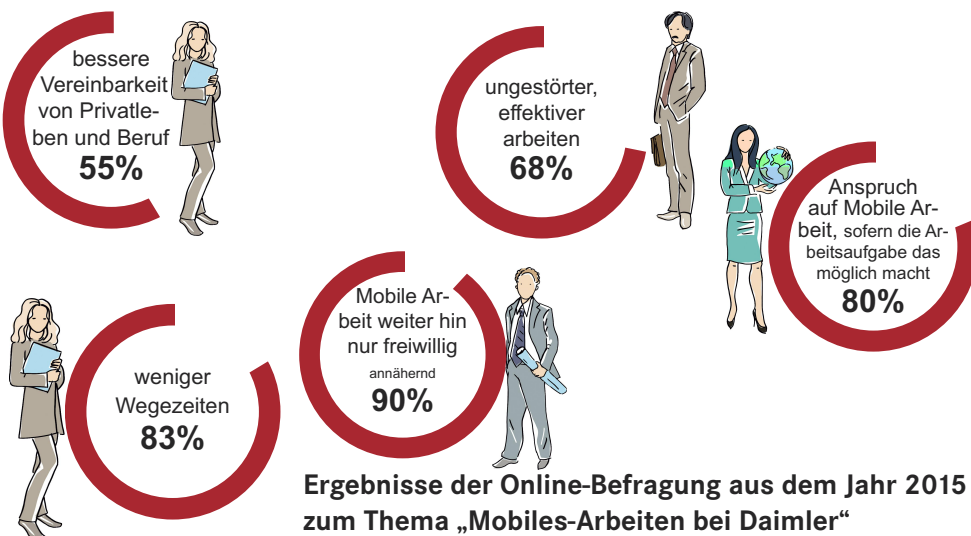 bessere
Vereinbarkeit
von Privatle-
ben und Beruf
55%
ungestörter,
effektiver
arbeiten
68%
Anspruch
auf Mobile Ar-
beit, sofern die Ar-
beitsaufgabe das
möglich macht
80%
weniger
Wegezeiten
83%
Mobile Ar-
beit weiter hin
nur freiwillig
annähernd
90%
Ergebnisse der Online-Befragung aus dem Jahr 2015
zum Thema „Mobiles-Arbeiten bei Daimler“